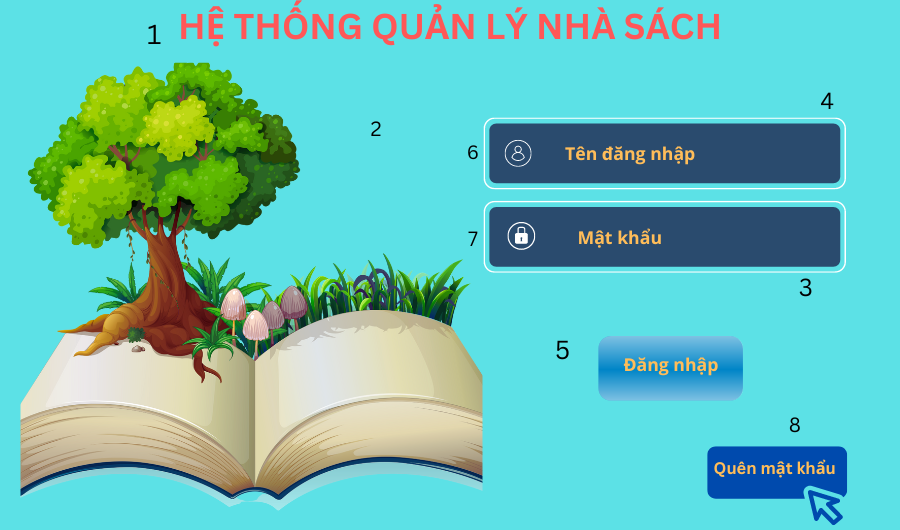 1 HỆ THỐNG QUẢN LÝ NHÀ SÁCH
4
2
6 Tên đăng nhập
7 Mật khẩu
3
5 Đăng nhập
8
Quên mật khẩu